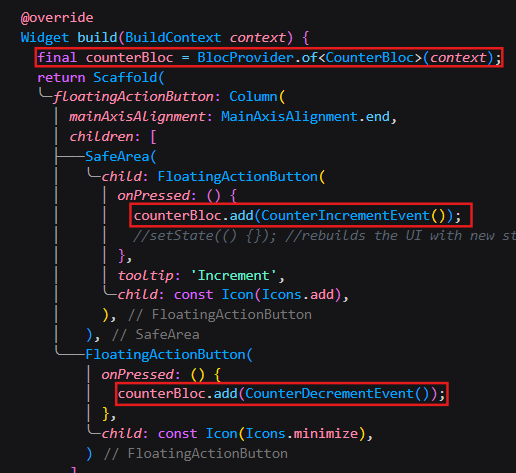 @override
Widget build(BuildContext context) {
final counterBloc = BlocProvider.of<CounterBloc>(context);
return Scaffold(
floatingActionButton: Column(
mainAxisAlignment: MainAxisAlignment.end,
children: [
SafeArea(
child: FloatingActionButton(
onPressed: () {
counterBloc.add(CounterIncrementEvent());
//setState(() {}); //rebuilds the UI with new st
},
tooltip: 'Increment',
child: const Icon(Icons.add),
), // FloatingActionButton
), // SafeArea
FloatingActionButton(
onPressed: () {
counterBloc.add(CounterDecrementEvent());
},
child: const Icon(Icons.minimize),
) // FloatingActionButton
]